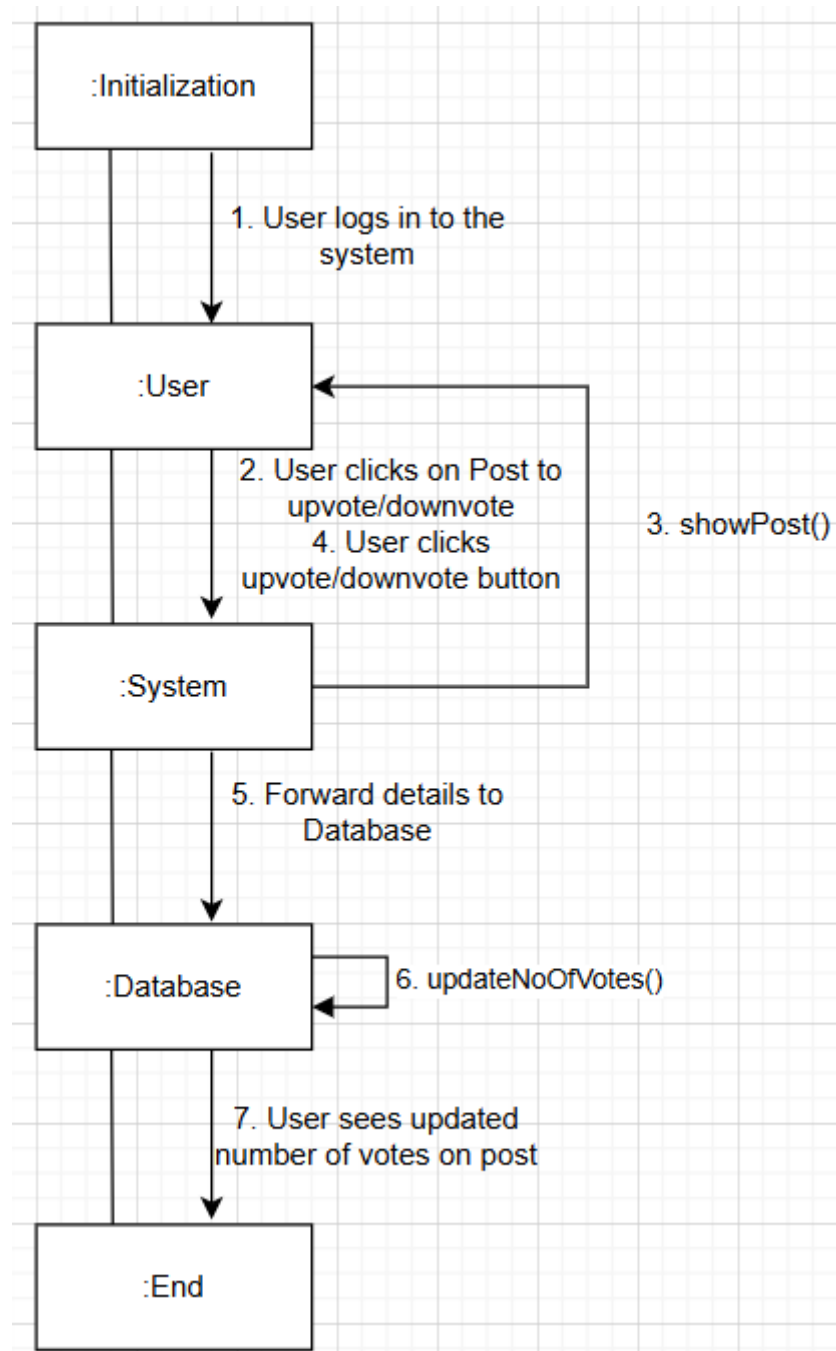 :Initialization
1. User logs in to the
system
:User
2. User clicks on Post to
upvote/downvote
4. User clicks
upvote/downvote button
3. showPost()
:System
5. Forward details to
Database
:Database
6. updateNoOfVotes()
7. User sees updated
number of votes on post
:End